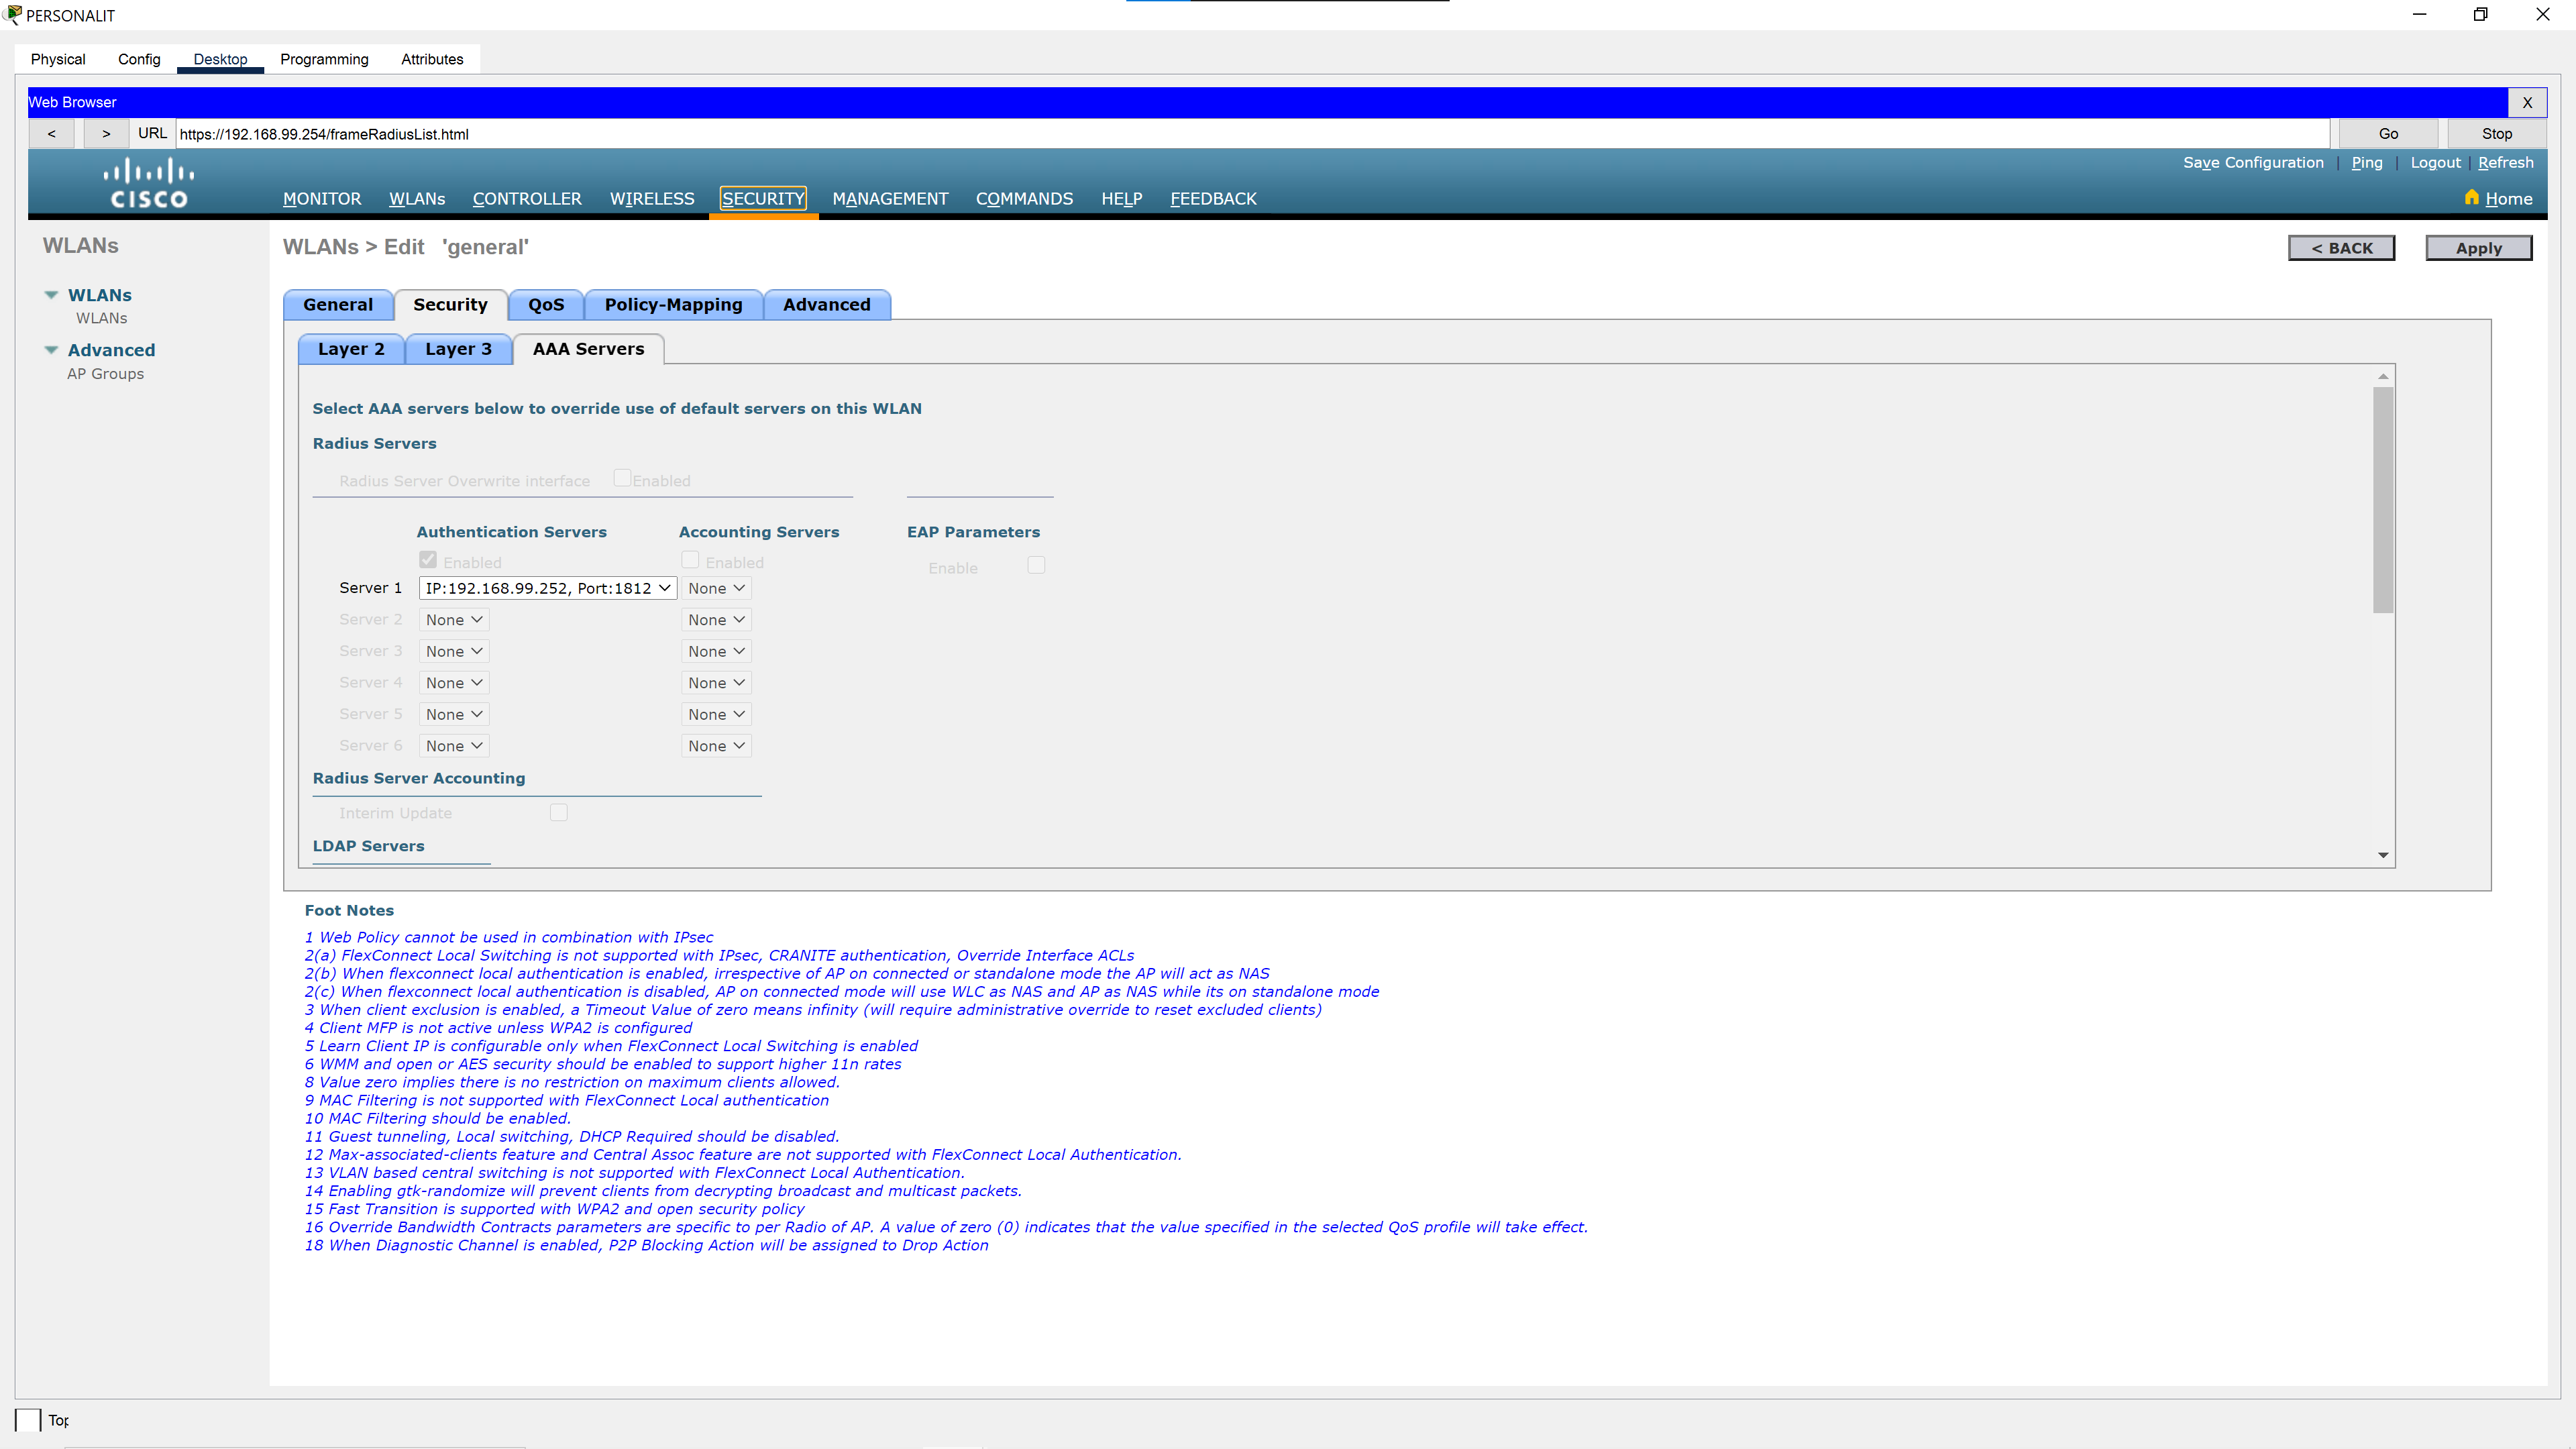 PERSONALIT
Physical Config Desktop Programming Attributes
Web Browser X
< > URL https://192.168.99.254/frameRadiusList.html Go Stop
Save Configuration | Ping | Logout | Refresh
CISCO
MONITOR WLANs CONTROLLER WIRELESS SECURITY MANAGEMENT COMMANDS HELP FEEDBACK Home
WLANs
WLANs
WLANs
Advanced
AP Groups
WLANs > Edit 'general' < BACK Apply
General Security QoS Policy-Mapping Advanced
Layer 2 Layer 3 AAA Servers
Select AAA servers below to override use of default servers on this WLAN
Radius Servers
Radius Server Overwrite interface Enabled
Authentication Servers Accounting Servers EAP Parameters
Enabled Enabled Enable
Server 1 IP:192.168.99.252, Port:1812 None
Server 2 None None
Server 3 None None
Server 4 None None
Server 5 None None
Server 6 None None
Radius Server Accounting
Interim Update
LDAP Servers
Foot Notes
1 Web Policy cannot be used in combination with IPsec
2(a) FlexConnect Local Switching is not supported with IPsec, CRANITE authentication, Override Interface ACLs
2(b) When flexconnect local authentication is enabled, irrespective of AP on connected or standalone mode the AP will act as NAS
2(c) When flexconnect local authentication is disabled, AP on connected mode will use WLC as NAS and AP as NAS while its on standalone mode
3 When client exclusion is enabled, a Timeout Value of zero means infinity (will require administrative override to reset excluded clients)
4 Client MFP is not active unless WPA2 is configured
5 Learn Client IP is configurable only when FlexConnect Local Switching is enabled
6 WMM and open or AES security should be enabled to support higher 11n rates
8 Value zero implies there is no restriction on maximum clients allowed.
9 MAC Filtering is not supported with FlexConnect Local authentication
10 MAC Filtering should be enabled.
11 Guest tunneling, Local switching, DHCP Required should be disabled.
12 Max-associated-clients feature and Central Assoc feature are not supported with FlexConnect Local Authentication.
13 VLAN based central switching is not supported with FlexConnect Local Authentication.
14 Enabling gtk-randomize will prevent clients from decrypting broadcast and multicast packets.
15 Fast Transition is supported with WPA2 and open security policy
16 Override Bandwidth Contracts parameters are specific to per Radio of AP. A value of zero (0) indicates that the value specified in the selected QoS profile will take effect.
18 When Diagnostic Channel is enabled, P2P Blocking Action will be assigned to Drop Action
Top